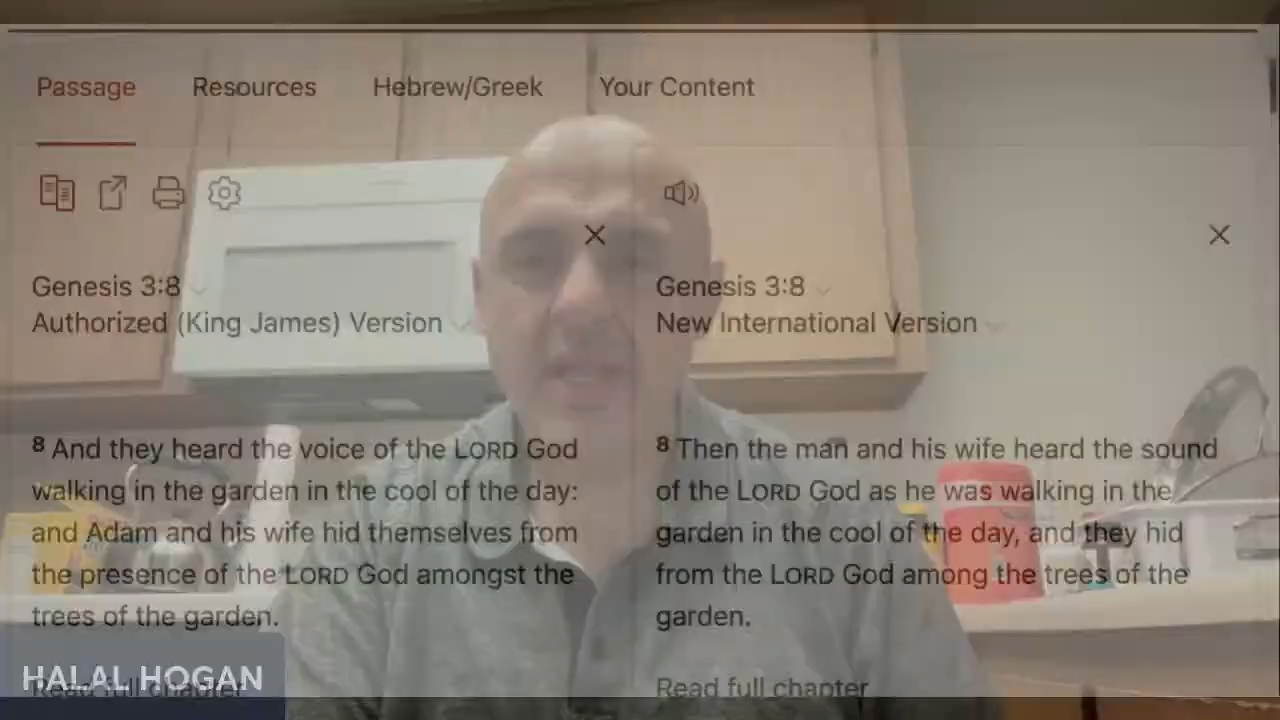 Passage
Resources
Hebrew/Greek
Your Content
Genesis 3:8
Authorized (King James) Version
8 And they heard the voice of the LORD God
walking in the garden in the cool of the day:
and Adam and his wife hid themselves from
the presence of the LORD God amongst the
trees of the garden.
Read full chapter
Genesis 3:8
New International Version
8 Then the man and his wife heard the sound
of the LORD God as he was walking in the
garden in the cool of the day, and they hid
from the LORD God among the trees of the
garden.
Read full chapter
HALAL HOGAN